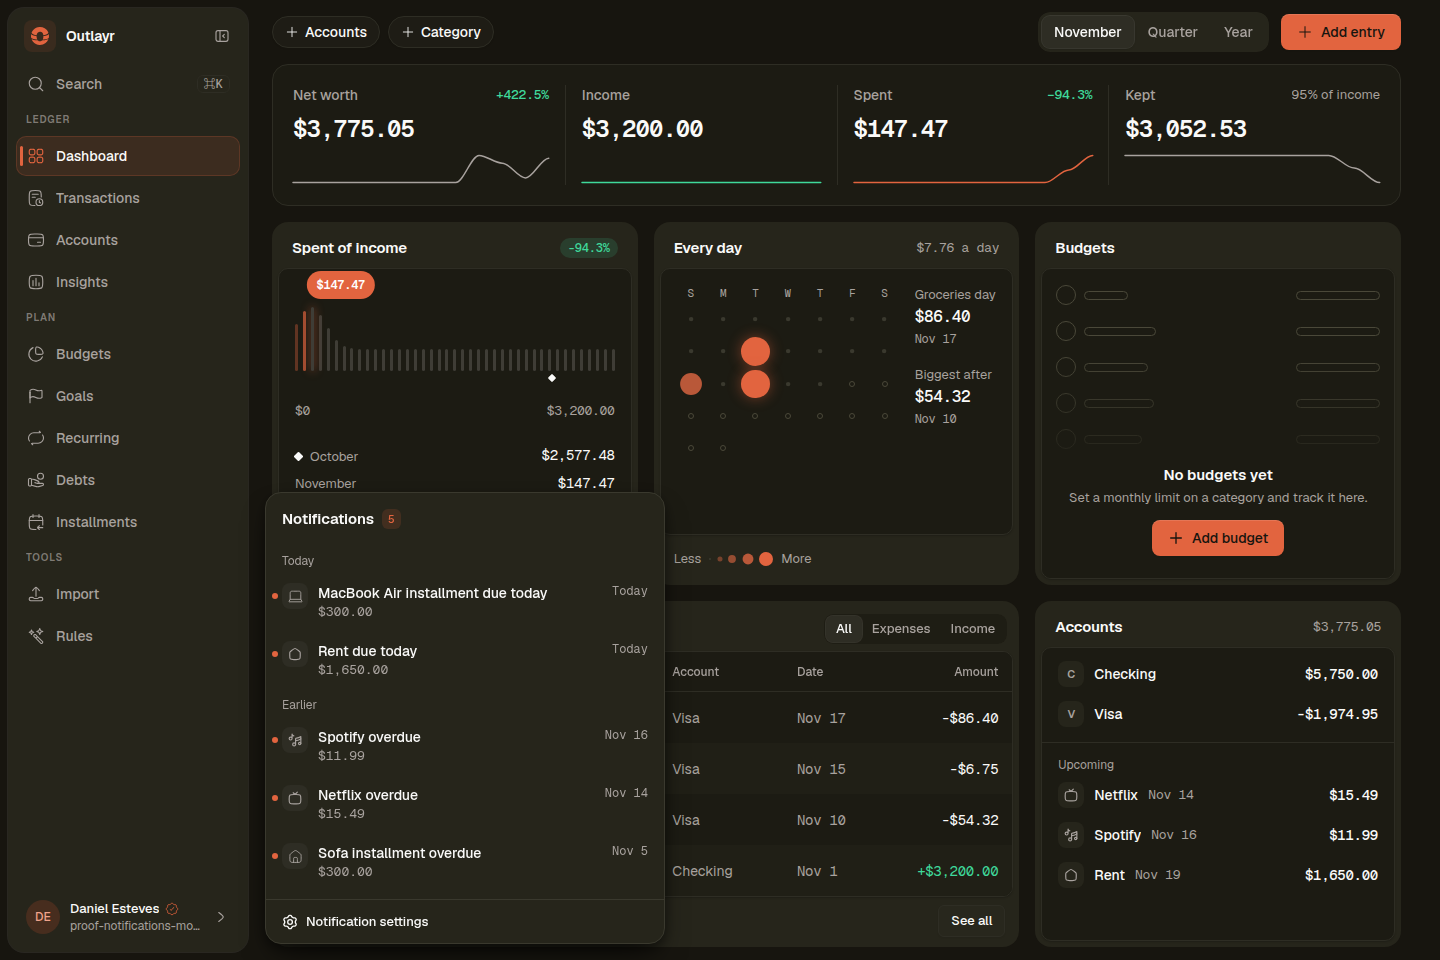 Outlayr
Search
⌘K
LEDGER
Dashboard
Transactions
Accounts
Insights
PLAN
Budgets
Goals
Recurring
Debts
Installments
TOOLS
Import
Rules
DE
Daniel Esteves
proof-notifications-mo…
Accounts
Category
November
Quarter
Year
Add entry
Net worth
+422.5%
$3,775.05
Income
$3,200.00
Spent
-94.3%
$147.47
Kept
95% of income
$3,052.53
Spent of income
-94.3%
$147.47
$0
$3,200.00
October
$2,577.48
November
$147.47
Every day
$7.76 a day
S M T W T F S
Groceries day
$86.40
Nov 17
Biggest after
$54.32
Nov 10
Less
More
Budgets
No budgets yet
Set a monthly limit on a category and track it here.
Add budget
Notifications
5
Today
MacBook Air installment due today
Today
$300.00
Rent due today
Today
$1,650.00
Earlier
Spotify overdue
Nov 16
$11.99
Netflix overdue
Nov 14
$15.49
Sofa installment overdue
Nov 5
$300.00
Notification settings
All
Expenses
Income
Account Date Amount
Visa Nov 17 -$86.40
Visa Nov 15 -$6.75
Visa Nov 10 -$54.32
Checking Nov 1 +$3,200.00
See all
Accounts
$3,775.05
C
Checking
$5,750.00
V
Visa
-$1,974.95
Upcoming
Netflix Nov 14 $15.49
Spotify Nov 16 $11.99
Rent Nov 19 $1,650.00